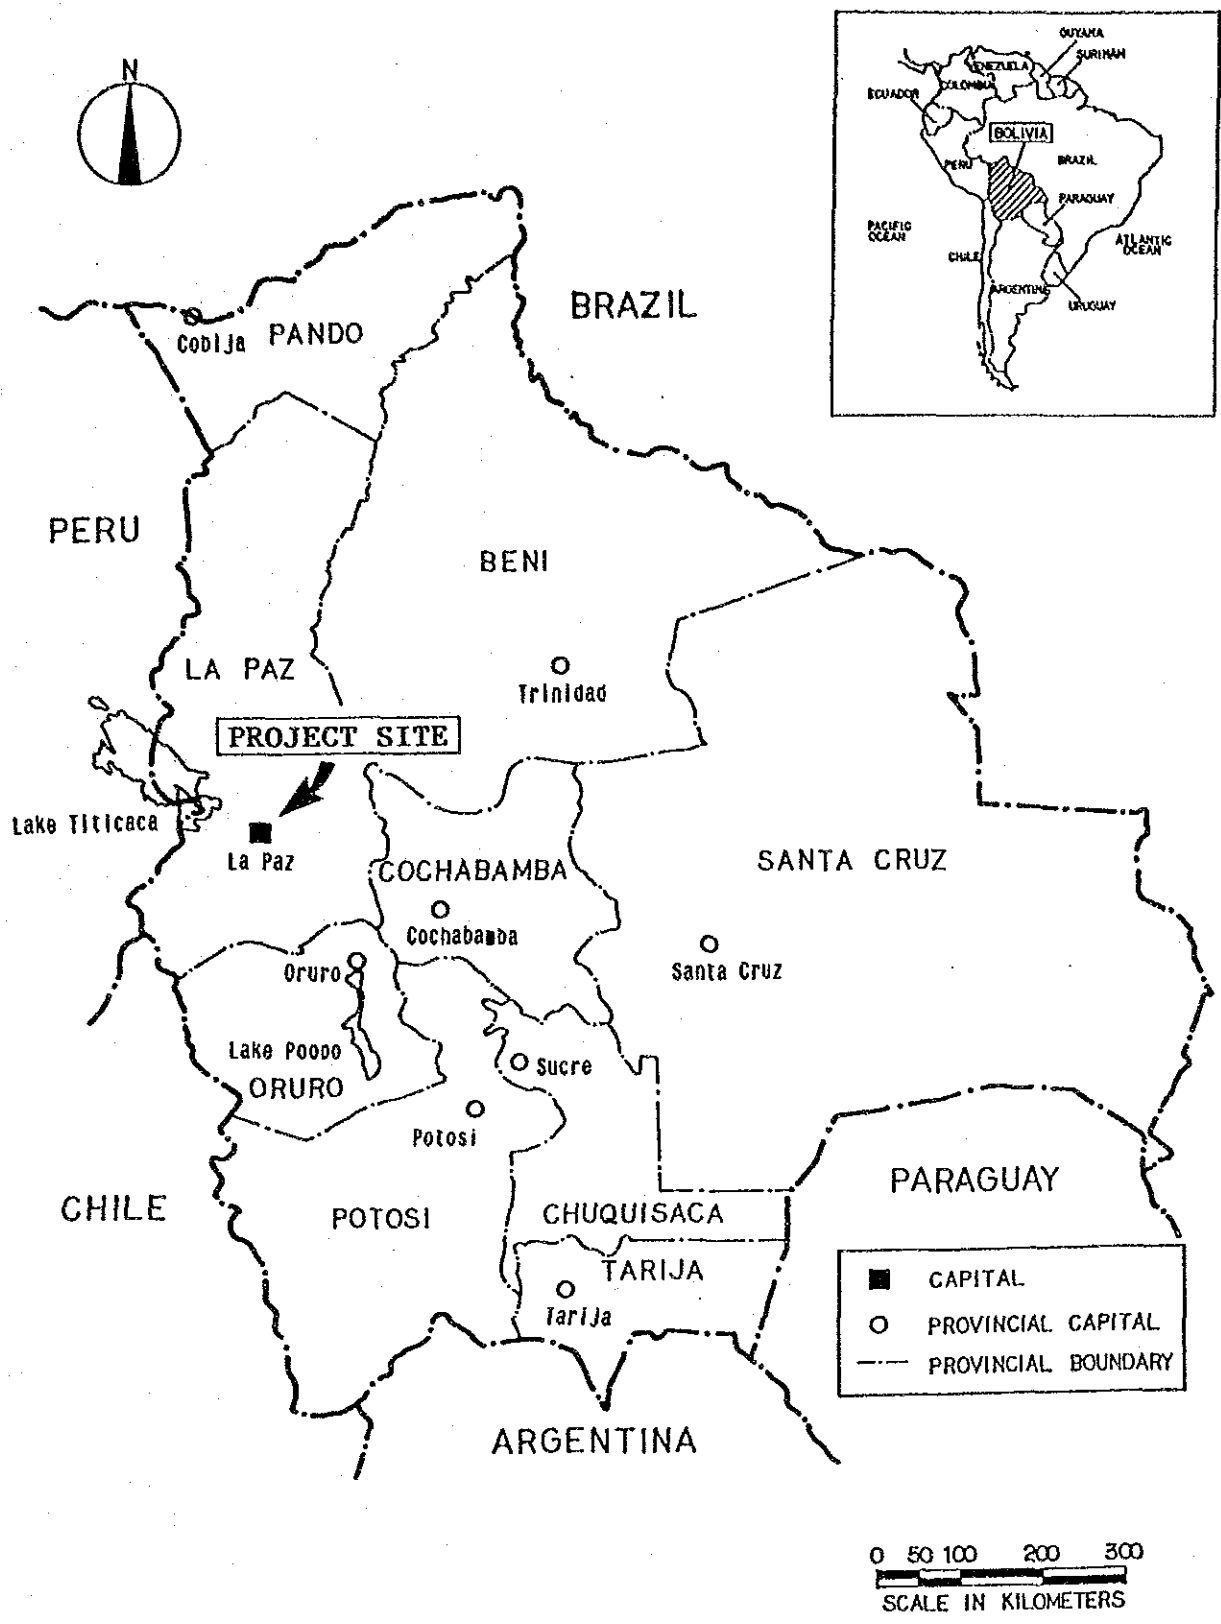 N
OUYANA
SURINAM
VENEZUELA
COLOMBIA
ECUADOR
BOLIVIA
PERU
BRAZIL
PARAGUAY
PACIFIC
OCEAN
ATLANTIC
OCEAN
CHILE
ARGENTINE
URUGUAY
BRAZIL
Cobija
PANDO
PERU
BENI
LA PAZ
Trinidad
PROJECT SITE
Lake Titicaca
La Paz
COCHABAMBA
SANTA CRUZ
Cochabamba
Oruro
Santa Cruz
Lake Poopo
Sucre
ORURO
Potosi
PARAGUAY
CHILE
POTOSI
CHUQUISACA
TARIJA
Tarija
CAPITAL
PROVINCIAL CAPITAL
PROVINCIAL BOUNDARY
ARGENTINA
0 50 100 200 300
SCALE IN KILOMETERS